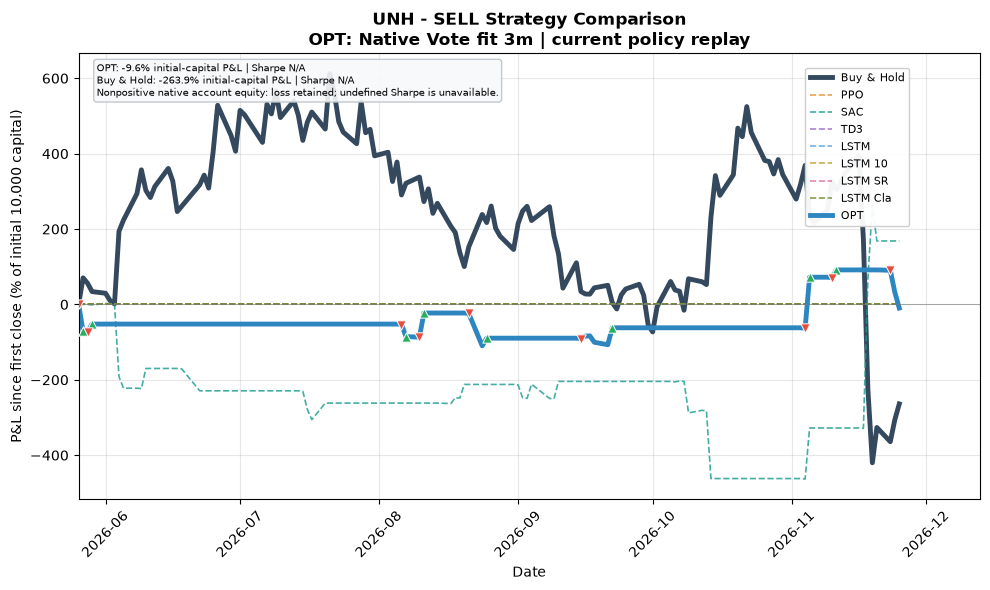 UNH - SELL Strategy Comparison
OPT: Native Vote fit 3m | current policy replay
OPT: -9.6% initial-capital P&L | Sharpe N/A
Buy & Hold: -263.9% initial-capital P&L | Sharpe N/A
Nonpositive native account equity: loss retained; undefined Sharpe is unavailable.
Buy & Hold
PPO
SAC
TD3
LSTM
LSTM 10
LSTM SR
LSTM Cla
OPT
P&L since first close (% of initial 10,000 capital)
600
400
200
0
−200
−400
2026-06
2026-07
2026-08
2026-09
2026-10
2026-11
2026-12
Date